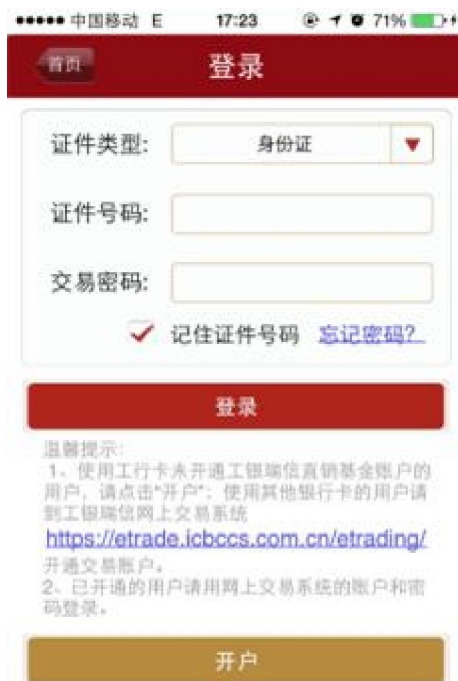 中国移动 E 17:23 71%
首页 登录
证件类型: 身份证
证件号码:
交易密码:
记住证件号码 忘记密码?
登录
温馨提示:
1、使用工行卡未开通工银瑞信直销基金账户的
用户，请点击"开户"；使用其他银行卡的用户请
到工银瑞信网上交易系统
https://etrade.icbccs.com.cn/etrading/
开通交易账户。
2、已开通的用户请用网上交易系统的账户和密
码登录。
开户